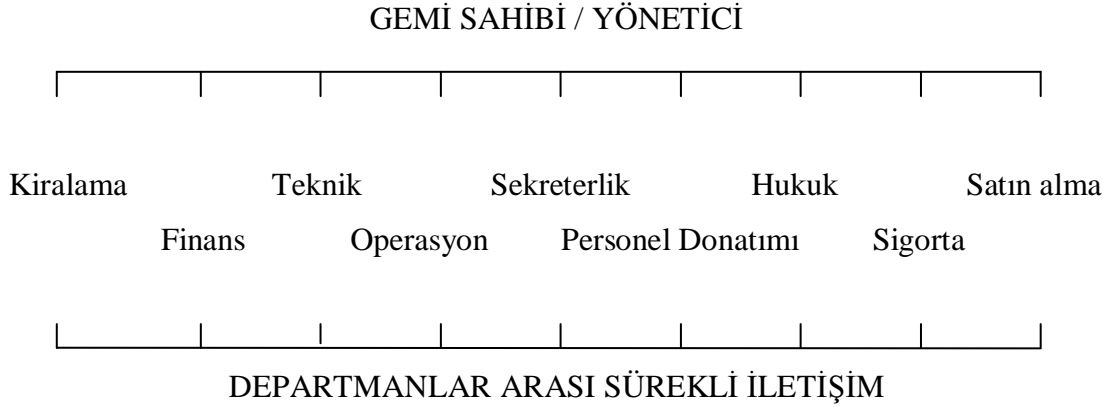 GEMİ SAHİBİ / YÖNETİCİ
Kiralama Teknik Sekreterlik Hukuk Satın alma
Finans Operasyon Personel Donatımı Sigorta
DEPARTMANLAR ARASI SÜREKLİ İLETİŞİM